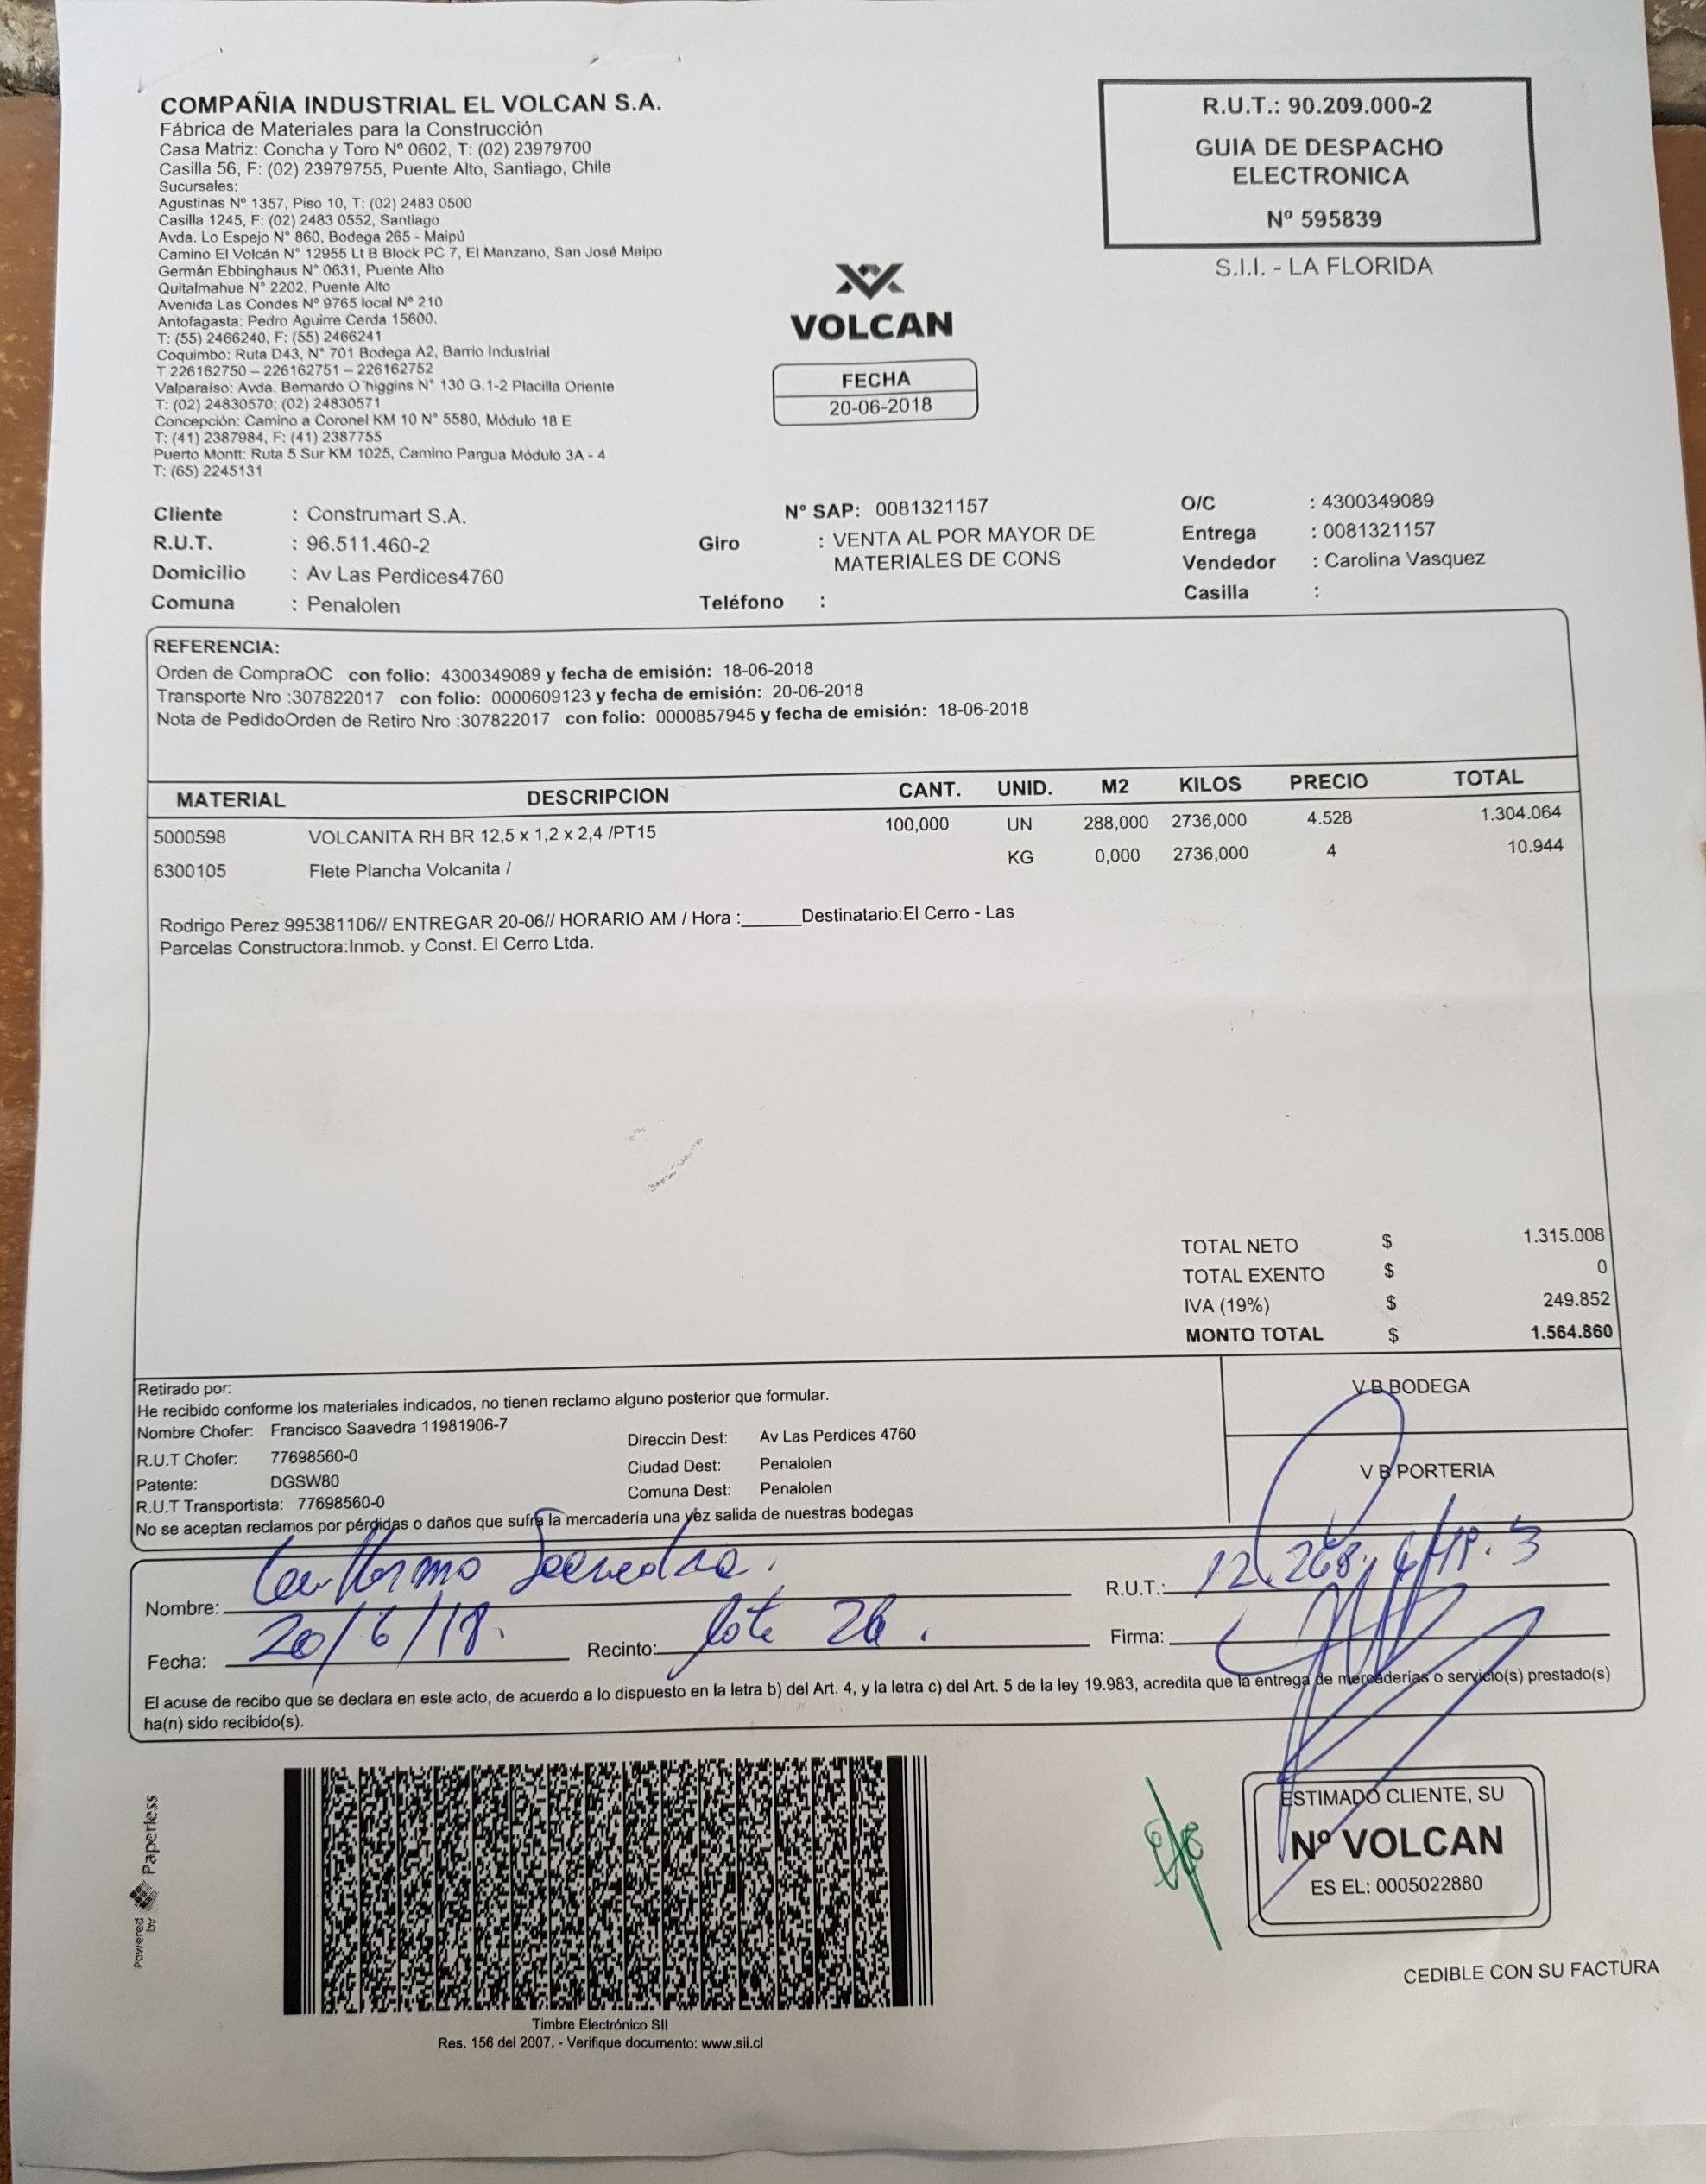 COMPAÑIA INDUSTRIAL EL VOLCAN S.A.
Fábrica de Materiales para la Construcción
Casa Matriz: Concha y Toro Nº 0602, T: (02) 23979700
Casilla 56, F: (02) 23979755, Puente Alto, Santiago, Chile
Sucursales:
Agustinas Nº 1357, Piso 10, T: (02) 2483 0500
Casilla 1245, F: (02) 2483 0552, Santiago
Avda. Lo Espejo N° 860, Bodega 265 - Maipú
Camino El Volcán N° 12955 Lt B Block PC 7, El Manzano, San José Maipo
Germán Ebbinghaus N° 0631, Puente Alto
Quitalmahue N° 2202, Puente Alto
Avenida Las Condes Nº 9765 local Nº 210
Antofagasta: Pedro Aguirre Cerda 15600.
T: (55) 2466240, F: (55) 2466241
Coquimbo: Ruta D43, N° 701 Bodega A2, Barrio Industrial
T 226162750 – 226162751 – 226162752
Valparaíso: Avda. Bernardo O'higgins N° 130 G.1-2 Placilla Oriente
T: (02) 24830570; (02) 24830571
Concepción: Camino a Coronel KM 10 N° 5580, Módulo 18 E
T: (41) 2387984, F: (41) 2387755
Puerto Montt: Ruta 5 Sur KM 1025, Camino Pargua Módulo 3A - 4
T: (65) 2245131
R.U.T.: 90.209.000-2
GUIA DE DESPACHO
ELECTRONICA
Nº 595839
S.I.I. - LA FLORIDA
VOLCAN
FECHA
20-06-2018
Cliente : Construmart S.A.
R.U.T. : 96.511.460-2
Domicilio : Av Las Perdices4760
Comuna : Penalolen
N° SAP: 0081321157
Giro : VENTA AL POR MAYOR DE
MATERIALES DE CONS
Teléfono :
O/C : 4300349089
Entrega : 0081321157
Vendedor : Carolina Vasquez
Casilla :
REFERENCIA:
Orden de CompraOC con folio: 4300349089 y fecha de emisión: 18-06-2018
Transporte Nro :307822017 con folio: 0000609123 y fecha de emisión: 20-06-2018
Nota de PedidoOrden de Retiro Nro :307822017 con folio: 0000857945 y fecha de emisión: 18-06-2018
MATERIAL DESCRIPCION CANT. UNID. M2 KILOS PRECIO TOTAL
5000598 VOLCANITA RH BR 12,5 x 1,2 x 2,4 /PT15 100,000 UN 288,000 2736,000 4.528 1.304.064
6300105 Flete Plancha Volcanita / KG 0,000 2736,000 4 10.944
Rodrigo Perez 995381106// ENTREGAR 20-06// HORARIO AM / Hora :______Destinatario:El Cerro - Las
Parcelas Constructora:Inmob. y Const. El Cerro Ltda.
TOTAL NETO $ 1.315.008
TOTAL EXENTO $ 0
IVA (19%) $ 249.852
MONTO TOTAL $ 1.564.860
Retirado por:
He recibido conforme los materiales indicados, no tienen reclamo alguno posterior que formular.
Nombre Chofer: Francisco Saavedra 11981906-7
R.U.T Chofer: 77698560-0
Patente: DGSW80
R.U.T Transportista: 77698560-0
Direccin Dest: Av Las Perdices 4760
Ciudad Dest: Penalolen
Comuna Dest: Penalolen
No se aceptan reclamos por pérdidas o daños que sufra la mercadería una vez salida de nuestras bodegas
V B BODEGA
V B PORTERIA
Nombre: Guillermo Saavedra.
R.U.T.: 12.268.
Fecha: 20/6/18.
Recinto: lote 26.
Firma:
El acuse de recibo que se declara en este acto, de acuerdo a lo dispuesto en la letra b) del Art. 4, y la letra c) del Art. 5 de la ley 19.983, acredita que la entrega de mercaderías o servicio(s) prestado(s)
ha(n) sido recibido(s).
Powered by Paperless
Timbre Electrónico SII
Res. 156 del 2007. - Verifique documento: www.sii.cl
ESTIMADO CLIENTE, SU
Nº VOLCAN
ES EL: 0005022880
CEDIBLE CON SU FACTURA